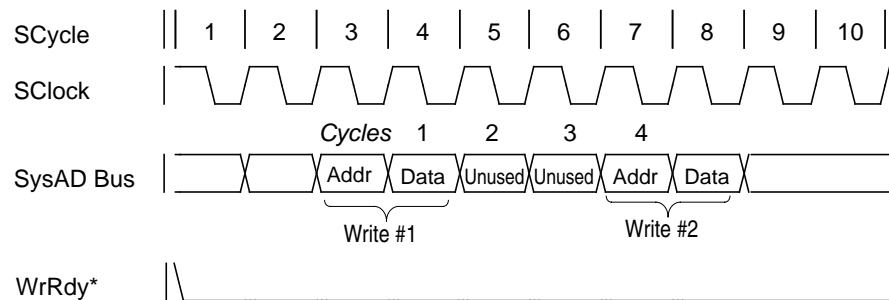 SCycle 1 2 3 4 5 6 7 8 9 10
SClock
Cycles 1 2 3 4
SysAD Bus Addr Data Unused Unused Addr Data
Write #1 Write #2
WrRdy*